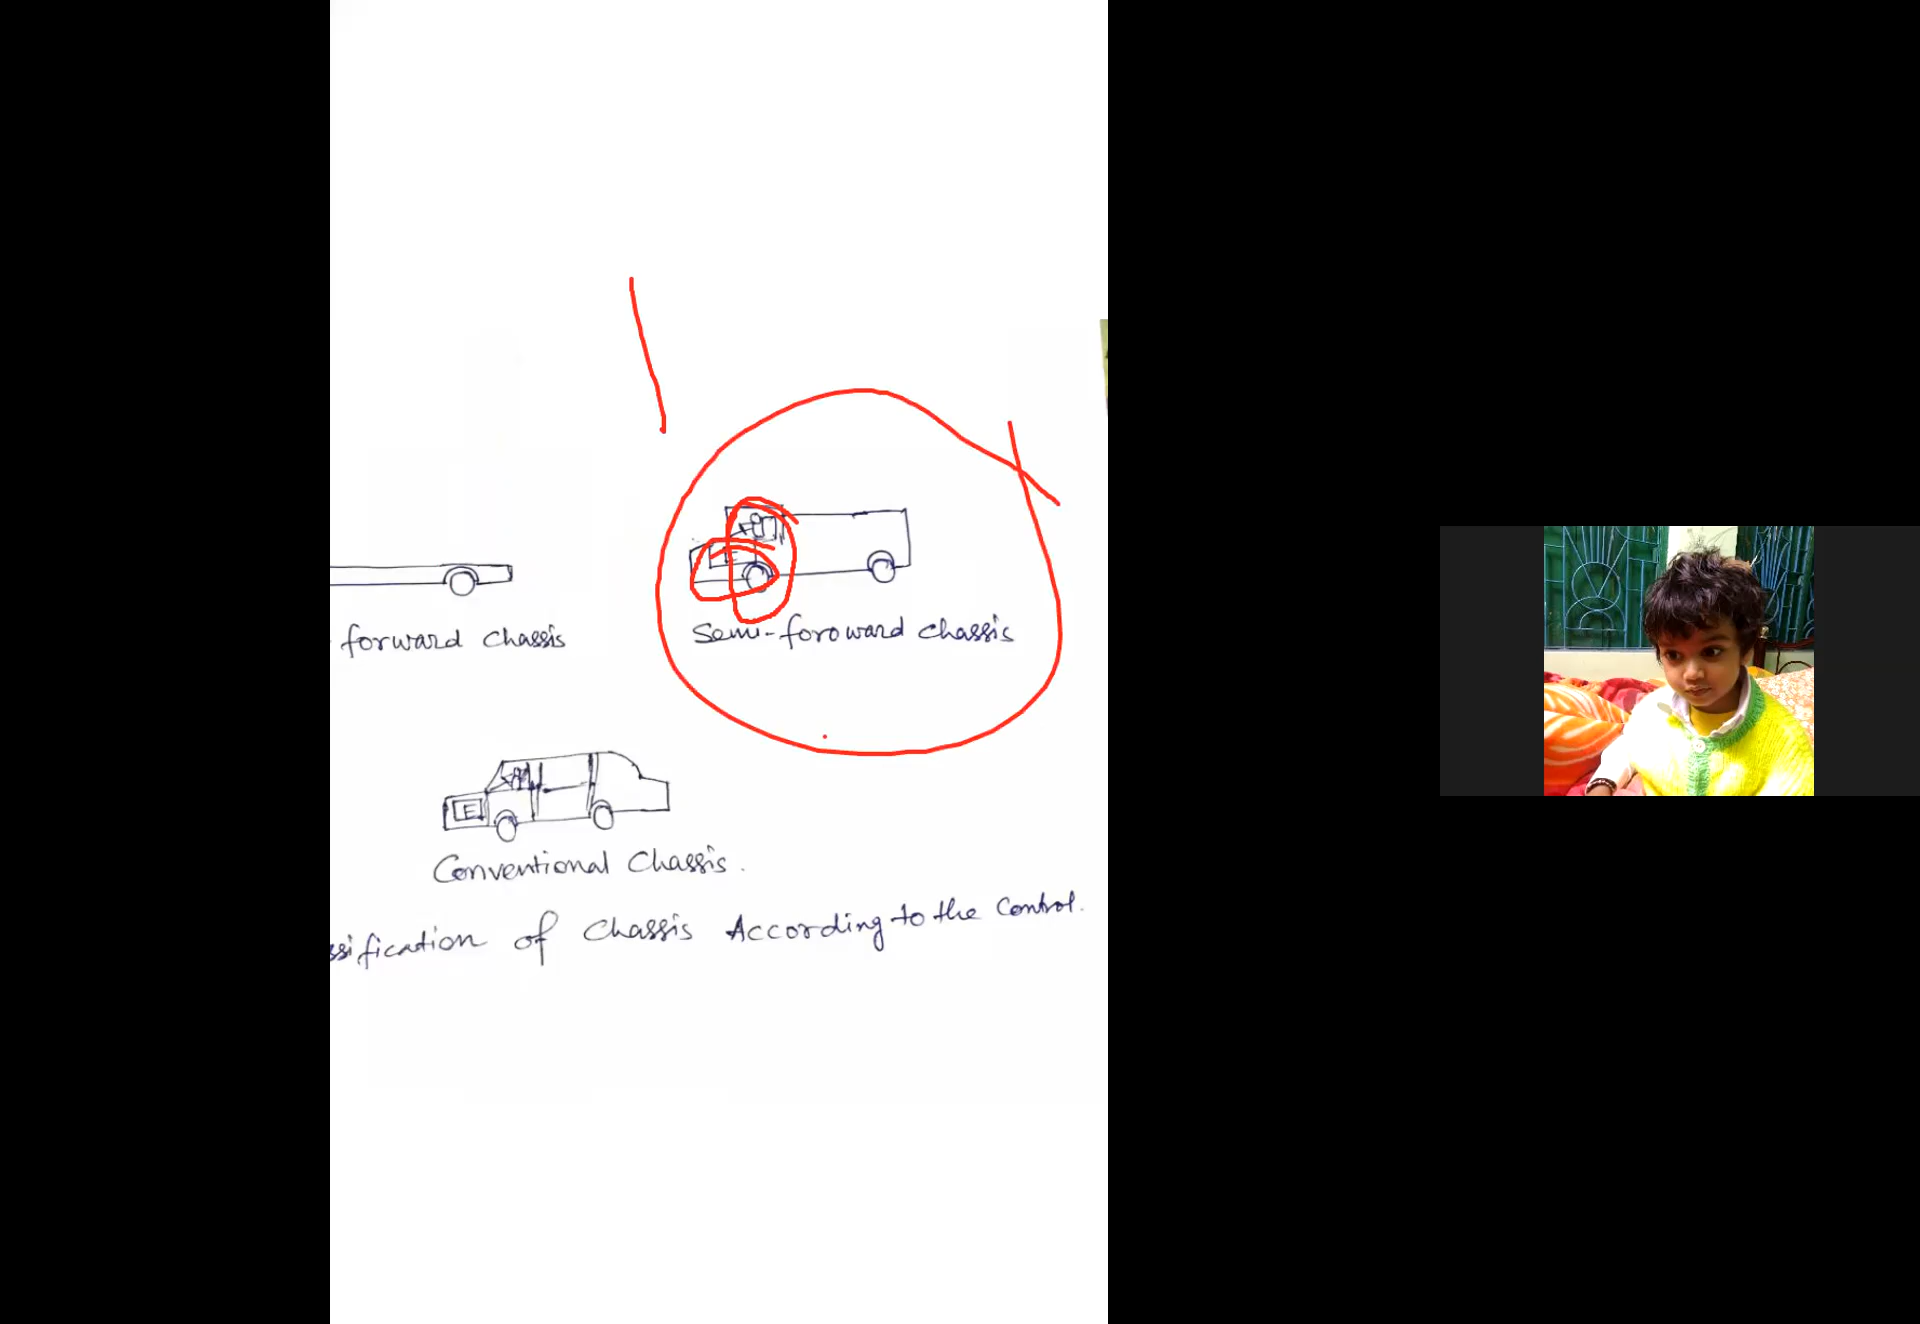 forward chassis
Semi-foroward chassis
E
E
Conventional Chassis.
ssification of chassis According to the Control.